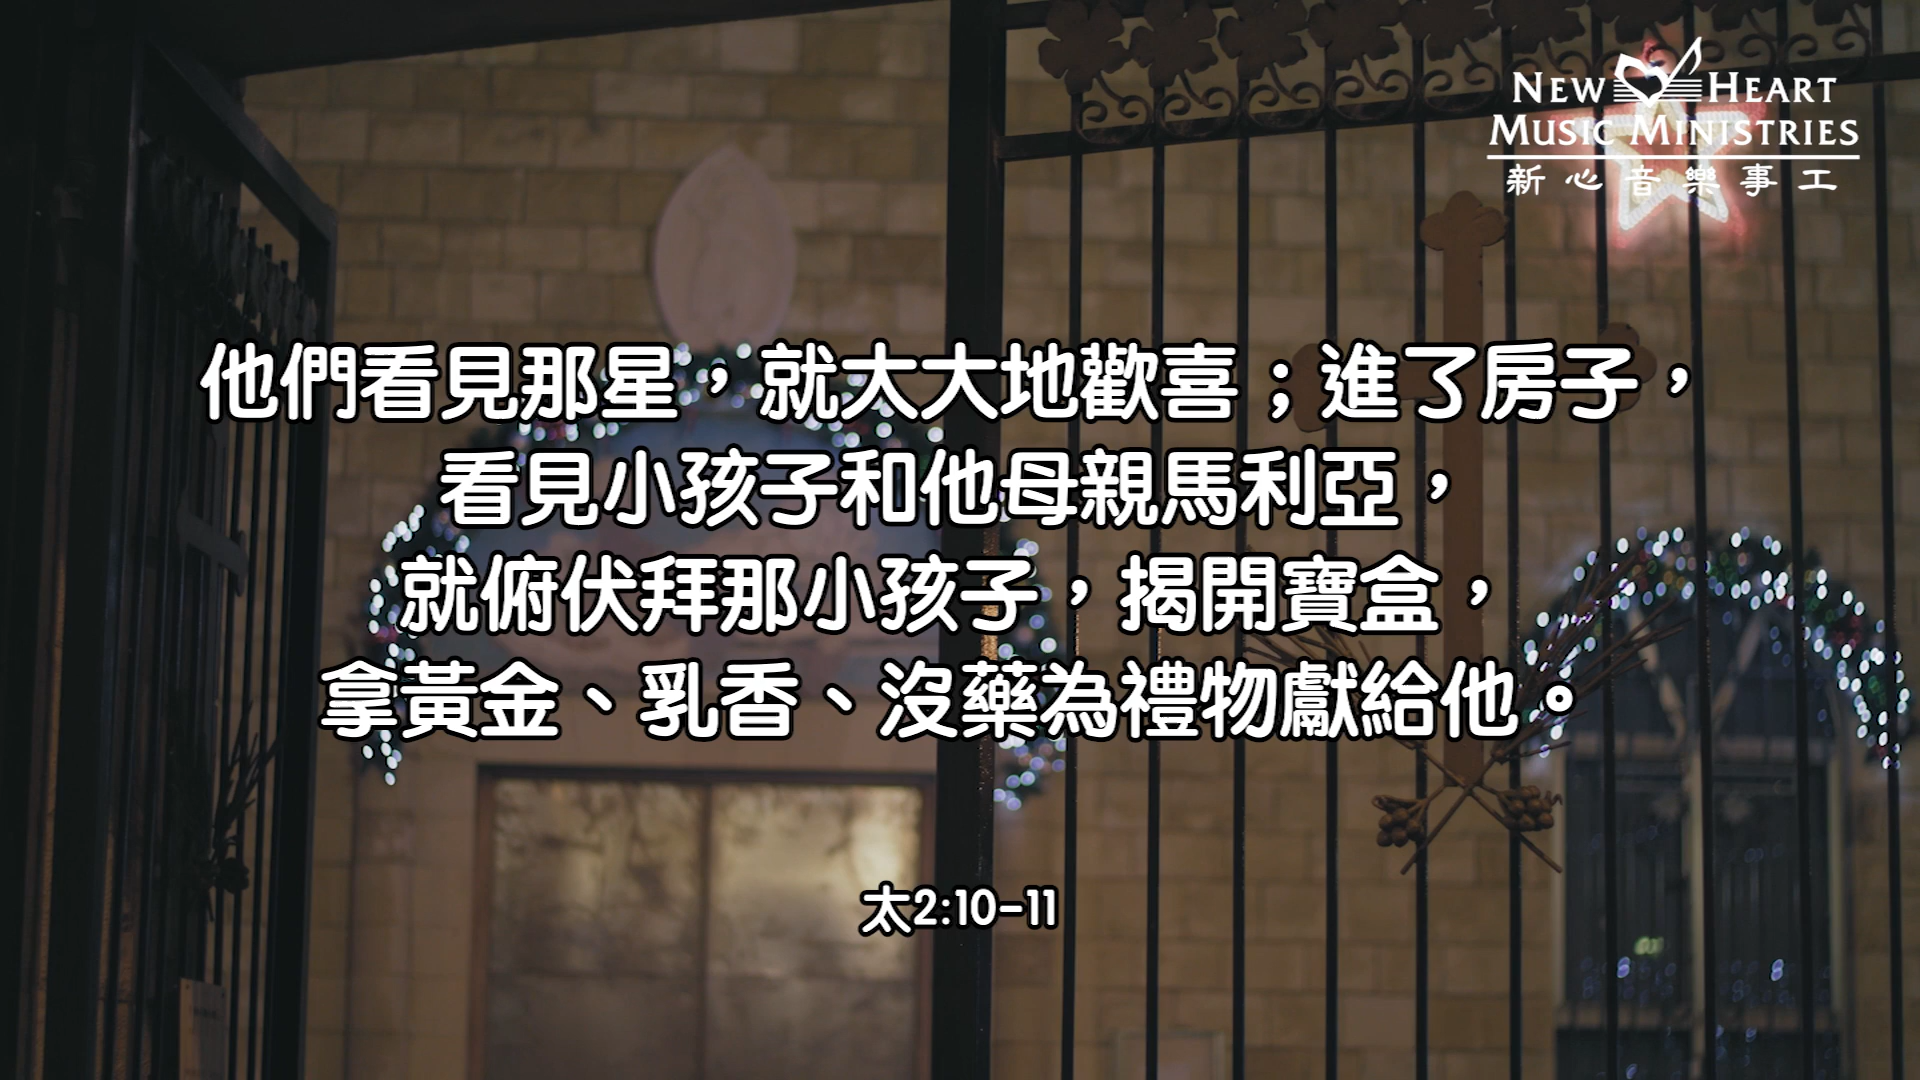 NEW HEART
MUSIC MINISTRIES
新心音樂事工
他們看見那星，就大大地歡喜；進了房子，
看見小孩子和他母親馬利亞，
就俯伏拜那小孩子，揭開寶盒，
拿黃金、乳香、沒藥為禮物獻給他。
太2:10-11